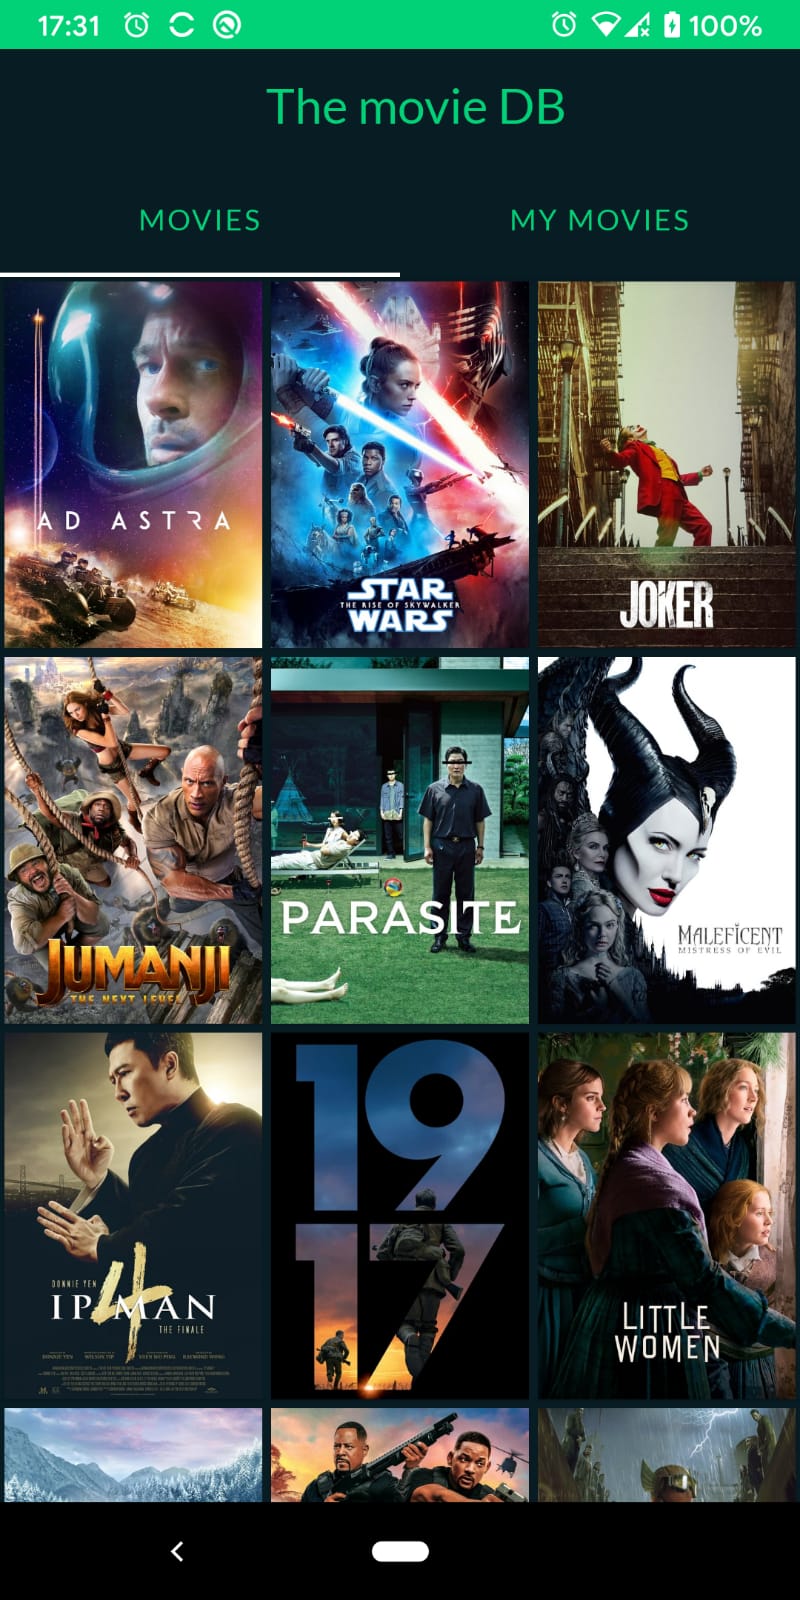 17:31
100%
The movie DB
MOVIES
MY MOVIES
AD ASTRA
STAR
THE RISE OF SKYWALKER
WARS
JOKER
JUMANJI
THE NEXT LEVEL
PARASITE
MALEFICENT
MISTRESS OF EVIL
DONNIE YEN
IP MAN
4
THE FINALE
19
17
LITTLE
WOMEN